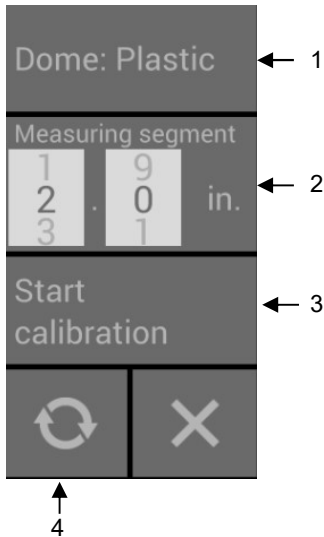 Dome: Plastic
1
Measuring segment
1 9
2 . 0 in.
3 1
2
Start
calibration
3
4